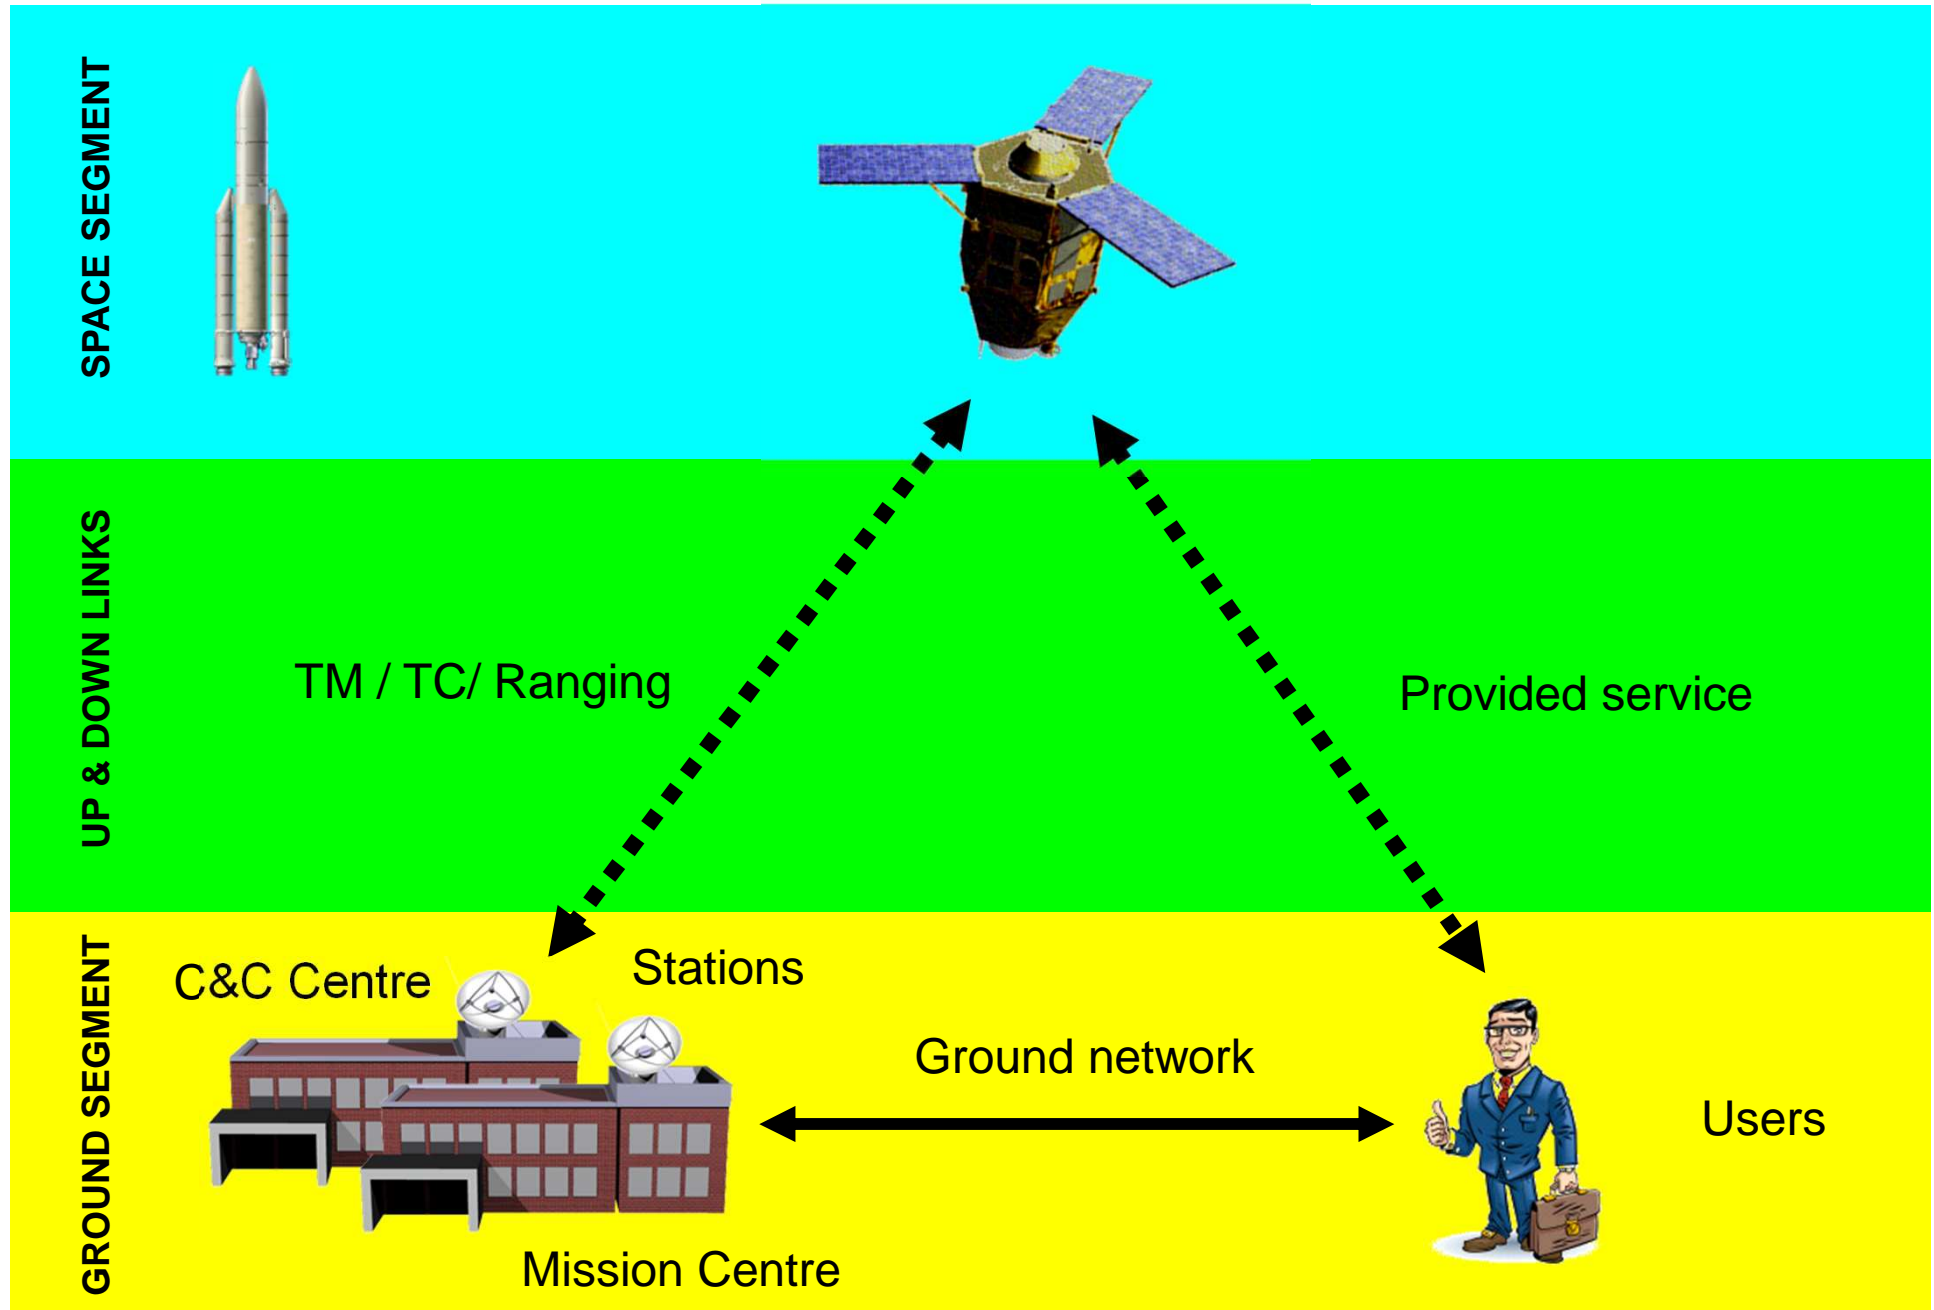 SPACE SEGMENT
UP & DOWN LINKS
TM / TC/ Ranging
Provided service
GROUND SEGMENT
C&C Centre
Stations
Ground network
Users
Mission Centre